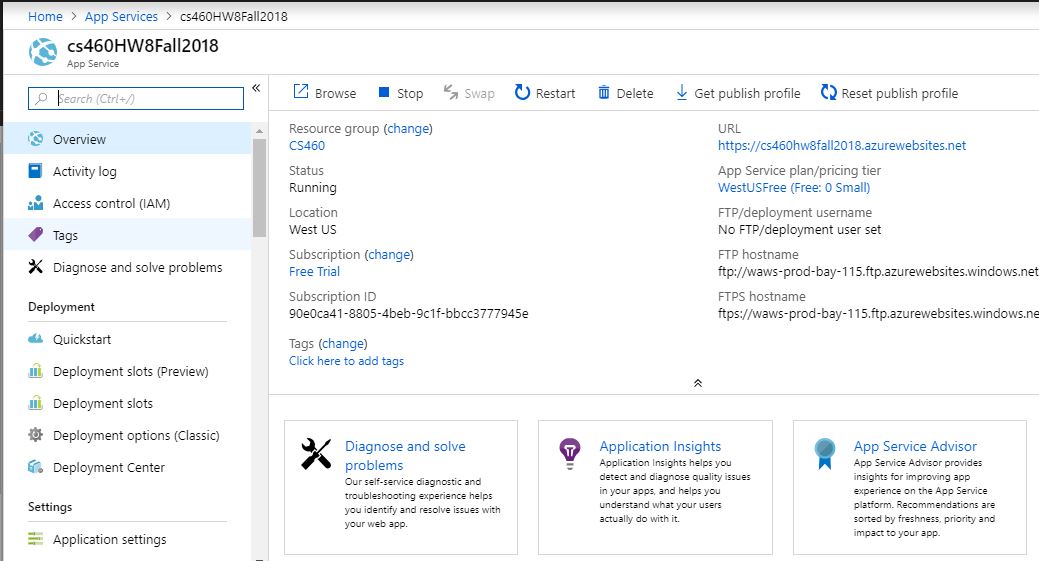 Home > App Services > cs460HW8Fall2018
cs460HW8Fall2018
App Service
Search (Ctrl+/)
Overview
Activity log
Access control (IAM)
Tags
Diagnose and solve problems
Deployment
Quickstart
Deployment slots (Preview)
Deployment slots
Deployment options (Classic)
Deployment Center
Settings
Application settings
Browse Stop Swap Restart Delete Get publish profile Reset publish profile
Resource group (change)
CS460
Status
Running
Location
West US
Subscription (change)
Free Trial
Subscription ID
90e0ca41-8805-4beb-9c1f-bbcc3777945e
Tags (change)
Click here to add tags
URL
https://cs460hw8fall2018.azurewebsites.net
App Service plan/pricing tier
WestUSFree (Free: 0 Small)
FTP/deployment username
No FTP/deployment user set
FTP hostname
ftp://waws-prod-bay-115.ftp.azurewebsites.windows.net
FTPS hostname
ftps://waws-prod-bay-115.ftp.azurewebsites.windows.ne
Diagnose and solve
problems
Our self-service diagnostic and
troubleshooting experience helps
you identify and resolve issues with
your web app.
Application Insights
Application Insights helps you
detect and diagnose quality issues
in your apps, and helps you
understand what your users
actually do with it.
App Service Advisor
App Service Advisor provides
insights for improving app
experience on the App Service
platform. Recommendations are
sorted by freshness, priority and
impact to your app.